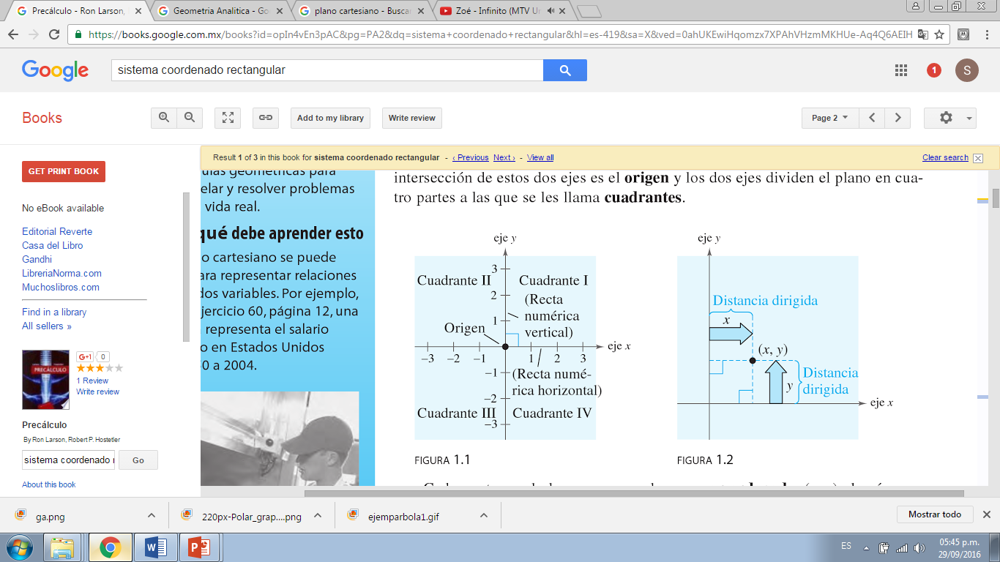 Precálculo - Ron Larson,
Geometria Analitica - Goo
plano cartesiano - Buscar
Zoé - Infinito (MTV Un
https://books.google.com.mx/books?id=opIn4vEn3pAC&pg=PA2&dq=sistema+coordenado+rectangular&hl=es-419&sa=X&ved=0ahUKEwiHqomzx7XPAhVHzmMKHUe-Aq4Q6AEIH
Google
sistema coordenado rectangular
1
S
Books
Add to my library
Write review
Page 2
Result 1 of 3 in this book for sistema coordenado rectangular - ‹ Previous Next › - View all
Clear search
GET PRINT BOOK
No eBook available
Editorial Reverte
Casa del Libro
Gandhi
LibreriaNorma.com
Muchoslibros.com
Find in a library
All sellers »
PRECÁLCULO
G+1 0
1 Review
Write review
Precálculo
By Ron Larson, Robert P. Hostetler
sistema coordenado r
Go
About this book
ulas geométricas para
elar y resolver problemas
vida real.
qué debe aprender esto
o cartesiano se puede
ara representar relaciones
dos variables. Por ejemplo,
jercicio 60, página 12, una
representa el salario
o en Estados Unidos
0 a 2004.
intersección de estos dos ejes es el origen y los dos ejes dividen el plano en cua-
tro partes a las que se les llama cuadrantes.
eje y
3
Cuadrante II
Cuadrante I
2
(Recta
numérica
vertical)
1
Origen
eje x
–3 –2 –1 1 2 3
–1
(Recta numé-
rica horizontal)
–2
Cuadrante III
Cuadrante IV
–3
FIGURA 1.1
eje y
Distancia dirigida
x
(x, y)
Distancia
dirigida
y
eje x
FIGURA 1.2
ga.png
220px-Polar_grap....png
ejemparbola1.gif
Mostrar todo
ES
05:45 p.m.
29/09/2016